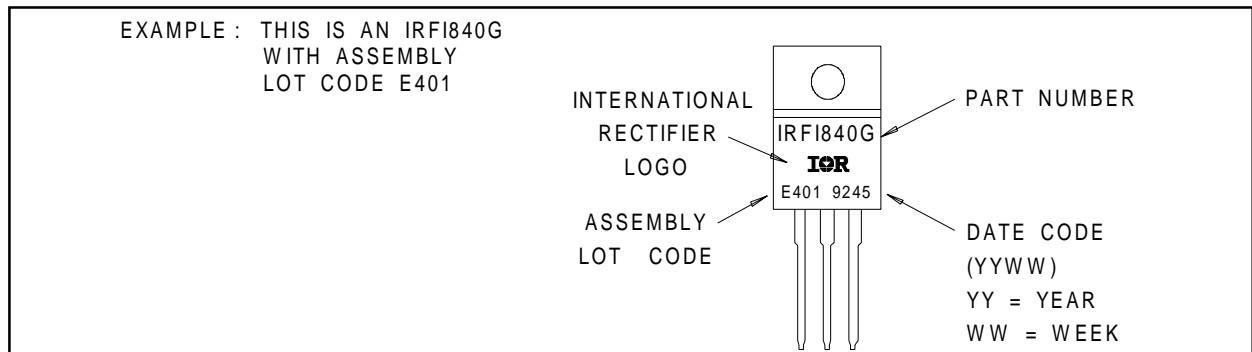 EXAMPLE : THIS IS AN IRFI840G
WITH ASSEMBLY
LOT CODE E401
INTERNATIONAL
RECTIFIER
LOGO
ASSEMBLY
LOT CODE
IRFI840G
IOR
E401 9245
PART NUMBER
DATE CODE
(YYWW)
YY = YEAR
WW = WEEK